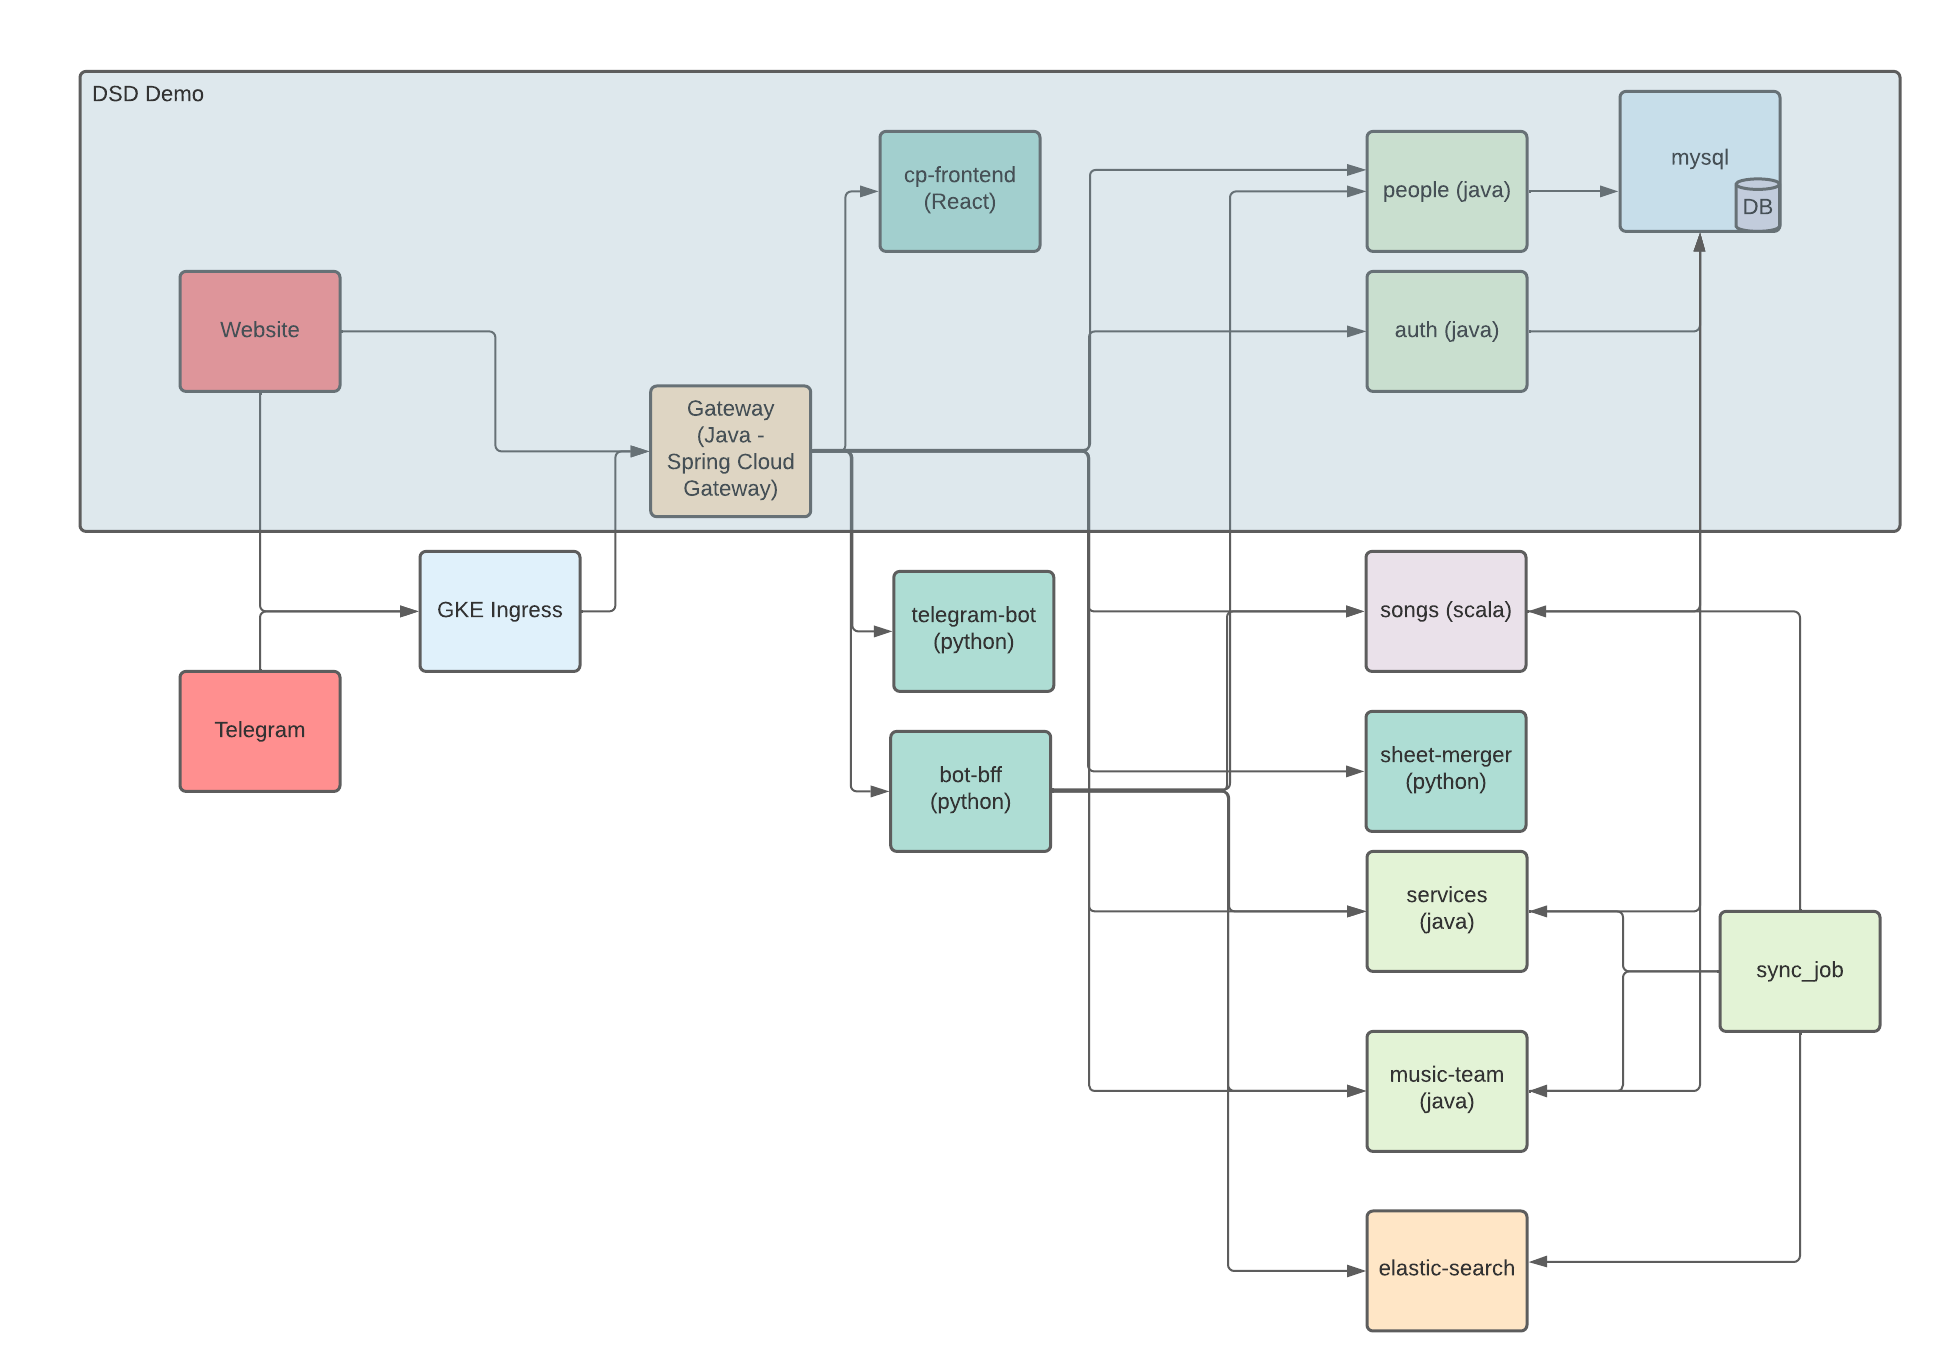 DSD Demo
cp-frontend
(React)
people (java)
mysql
DB
Website
auth (java)
Gateway
(Java -
Spring Cloud
Gateway)
GKE Ingress
telegram-bot
(python)
songs (scala)
Telegram
bot-bff
(python)
sheet-merger
(python)
services
(java)
sync_job
music-team
(java)
elastic-search